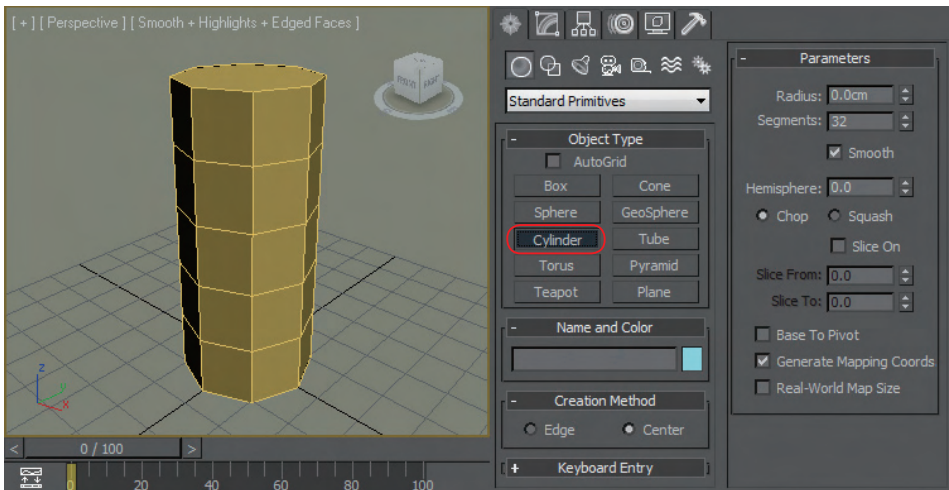 [ + ] [ Perspective ] [ Smooth + Highlights + Edged Faces ]
FRONT RIGHT
z
y
x
< 0 / 100 >
0 20 40 60 80 100
Standard Primitives
- Object Type
AutoGrid
Box Cone
Sphere GeoSphere
Cylinder Tube
Torus Pyramid
Teapot Plane
- Name and Color
- Creation Method
Edge Center
+ Keyboard Entry
- Parameters
Radius: 0.0cm
Segments: 32
Smooth
Hemisphere: 0.0
Chop Squash
Slice On
Slice From: 0.0
Slice To: 0.0
Base To Pivot
Generate Mapping Coords
Real-World Map Size